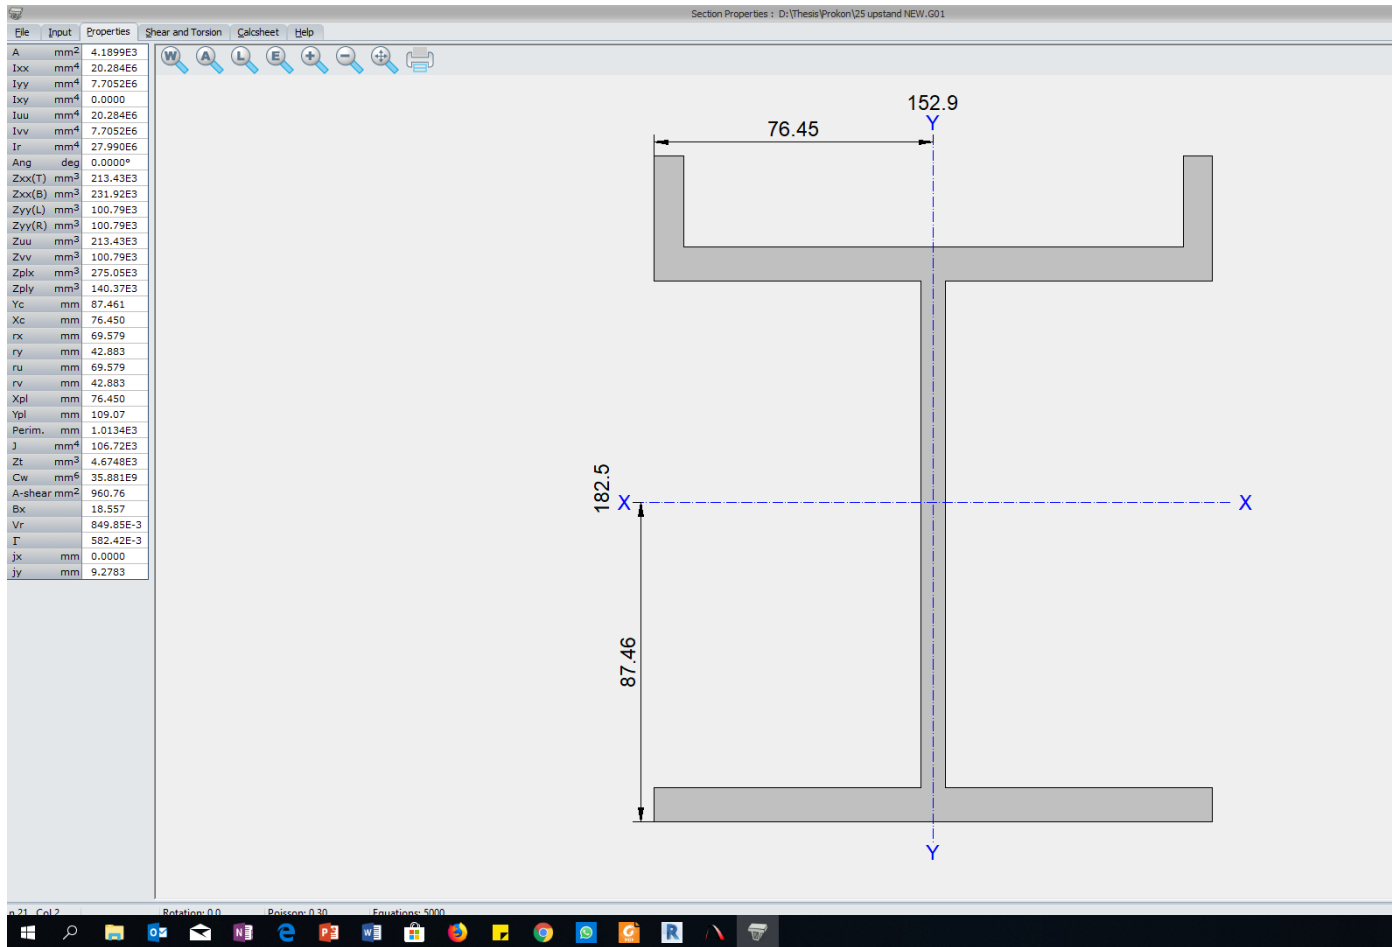 Section Properties : D:\Thesis\Prokon\25 upstand NEW.G01
File Input Properties Shear and Torsion Calcsheet Help
A mm2 4.1899E3
Ixx mm4 20.284E6
Iyy mm4 7.7052E6
Ixy mm4 0.0000
Iuu mm4 20.284E6
Ivv mm4 7.7052E6
Ir mm4 27.990E6
Ang deg 0.0000°
Zxx(T) mm3 213.43E3
Zxx(B) mm3 231.92E3
Zyy(L) mm3 100.79E3
Zyy(R) mm3 100.79E3
Zuu mm3 213.43E3
Zvv mm3 100.79E3
Zplx mm3 275.05E3
Zply mm3 140.37E3
Yc mm 87.461
Xc mm 76.450
rx mm 69.579
ry mm 42.883
ru mm 69.579
rv mm 42.883
Xpl mm 76.450
Ypl mm 109.07
Perim. mm 1.0134E3
J mm4 106.72E3
Zt mm3 4.6748E3
Cw mm6 35.881E9
A-shear mm2 960.76
Bx 18.557
Vr 849.85E-3
Γ 582.42E-3
jx mm 0.0000
jy mm 9.2783
W A L E
152.9
Y
76.45
182.5
X X
87.46
Y
21 Col 2 Rotation: 0.0 Poisson: 0.30 Equations: 5000